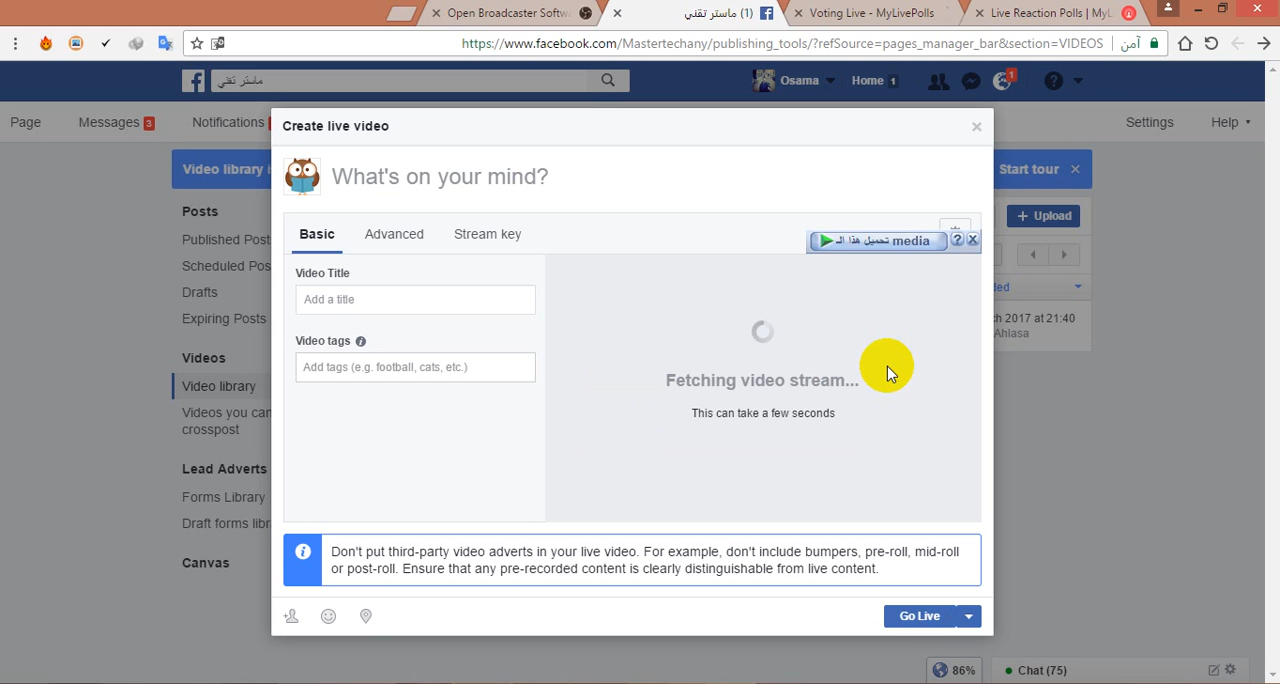 Open Broadcaster Softw
ماستر تقني (1)
Voting Live - MyLivePolls
Live Reaction Polls | MyL
https://www.facebook.com/Mastertechany/publishing_tools/?refSource=pages_manager_bar&section=VIDEOS
آمن
ماستر تقني
Osama
Home 1
1
Page
Messages 3
Notifications
Settings
Help
Create live video
What's on your mind?
Video library
Start tour
Posts
Published Post
Scheduled Pos
Drafts
Expiring Posts
Videos
Video library
Videos you can
crosspost
Lead Adverts
Forms Library
Draft forms libr
Canvas
Upload
ded
ch 2017 at 21:40
Ahlasa
Basic
Advanced
Stream key
تحميل هذا الـ media
?
Video Title
Add a title
Video tags
Add tags (e.g. football, cats, etc.)
Fetching video stream...
This can take a few seconds
Don't put third-party video adverts in your live video. For example, don't include bumpers, pre-roll, mid-roll
or post-roll. Ensure that any pre-recorded content is clearly distinguishable from live content.
Go Live
86%
Chat (75)